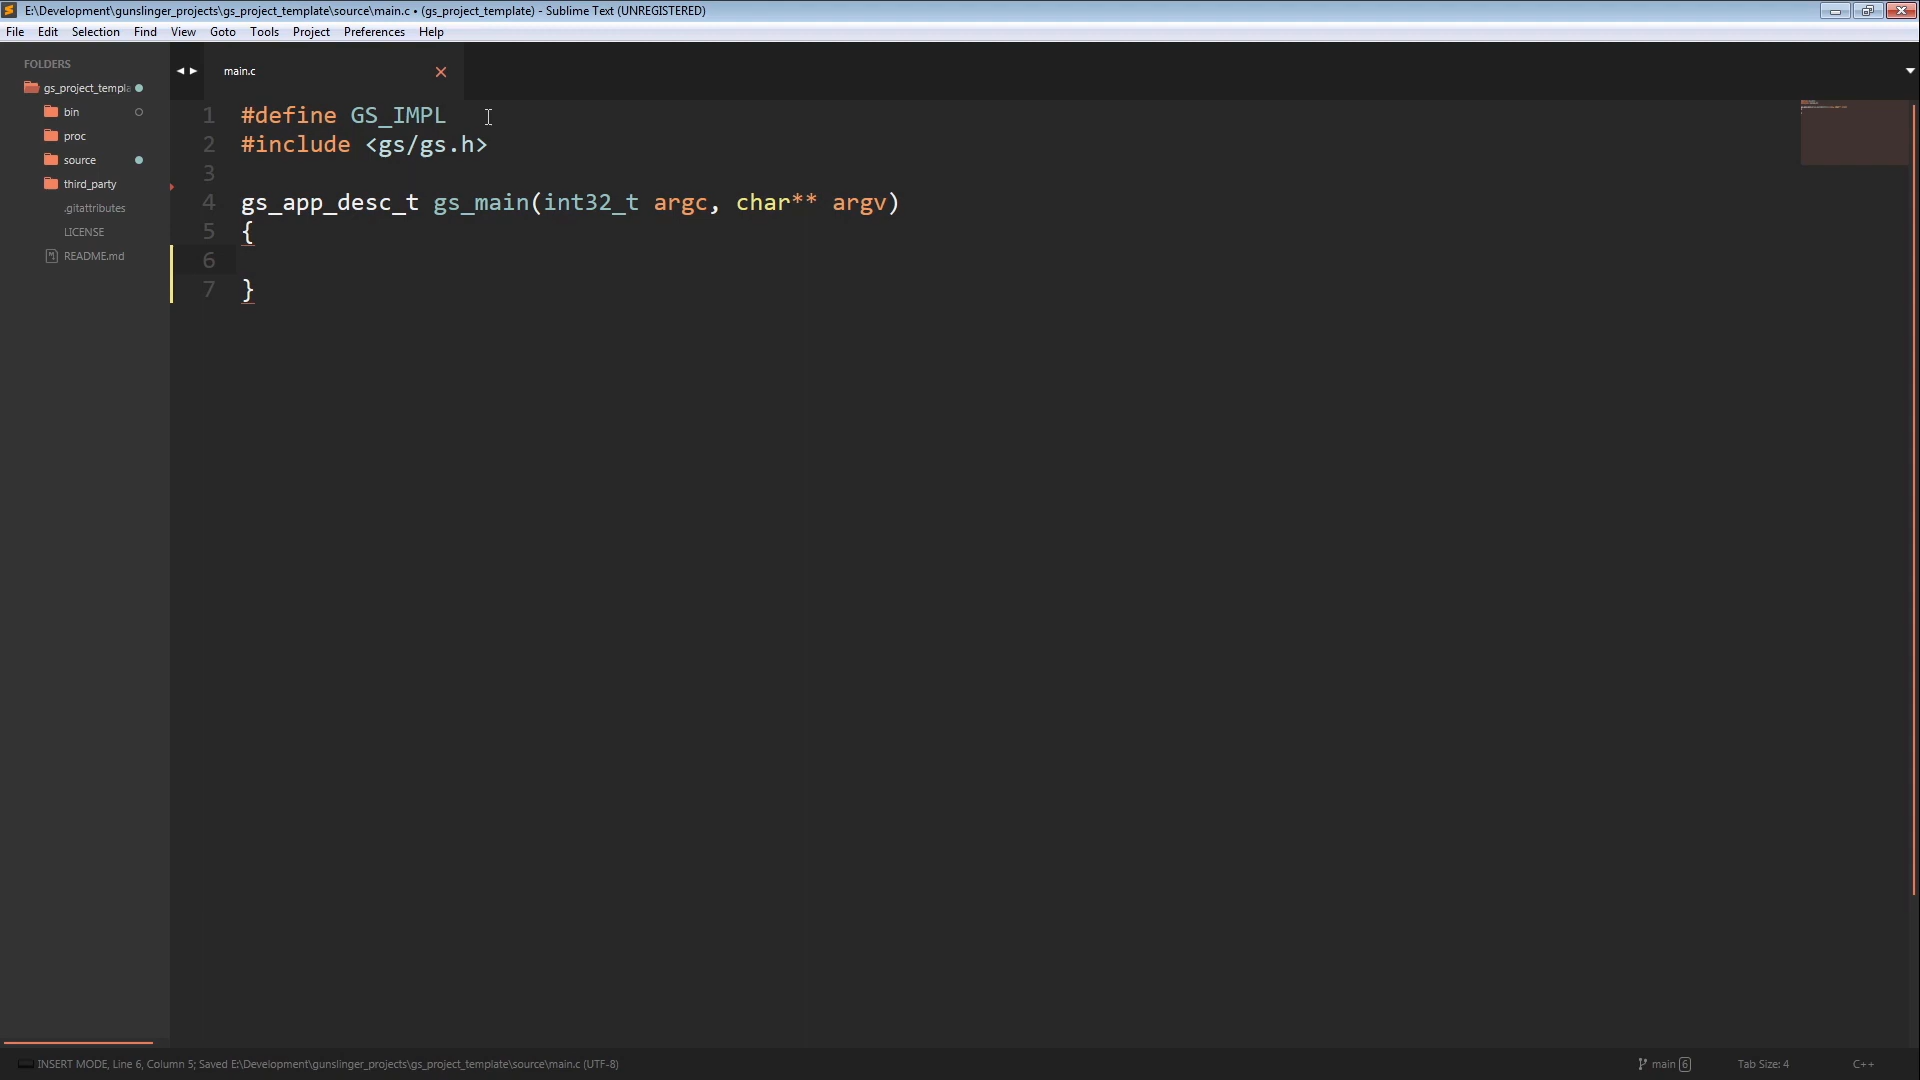 E:\Development\gunslinger_projects\gs_project_template\source\main.c • (gs_project_template) - Sublime Text (UNREGISTERED)
File Edit Selection Find View Goto Tools Project Preferences Help
FOLDERS
gs_project_templa
bin
proc
source
third_party
.gitattributes
LICENSE
README.md
main.c
1 #define GS_IMPL
2 #include <gs/gs.h>
3
4 gs_app_desc_t gs_main(int32_t argc, char** argv)
5 {
6
7 }
INSERT MODE, Line 6, Column 5; Saved E:\Development\gunslinger_projects\gs_project_template\source\main.c (UTF-8) main 6 Tab Size: 4 C++